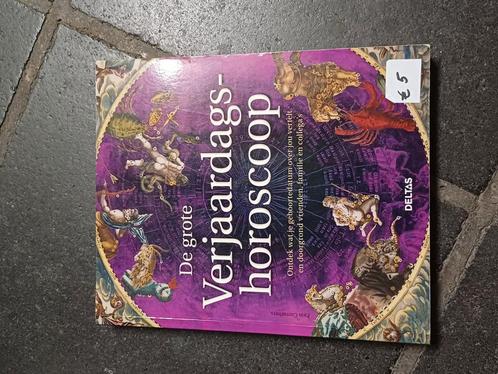 De grote
Verjaardags-
horoscoop
Ontdek wat je geboortedatum over jou vertelt
en doorgrond vrienden, familie en collega's
DELTAS
€ 5